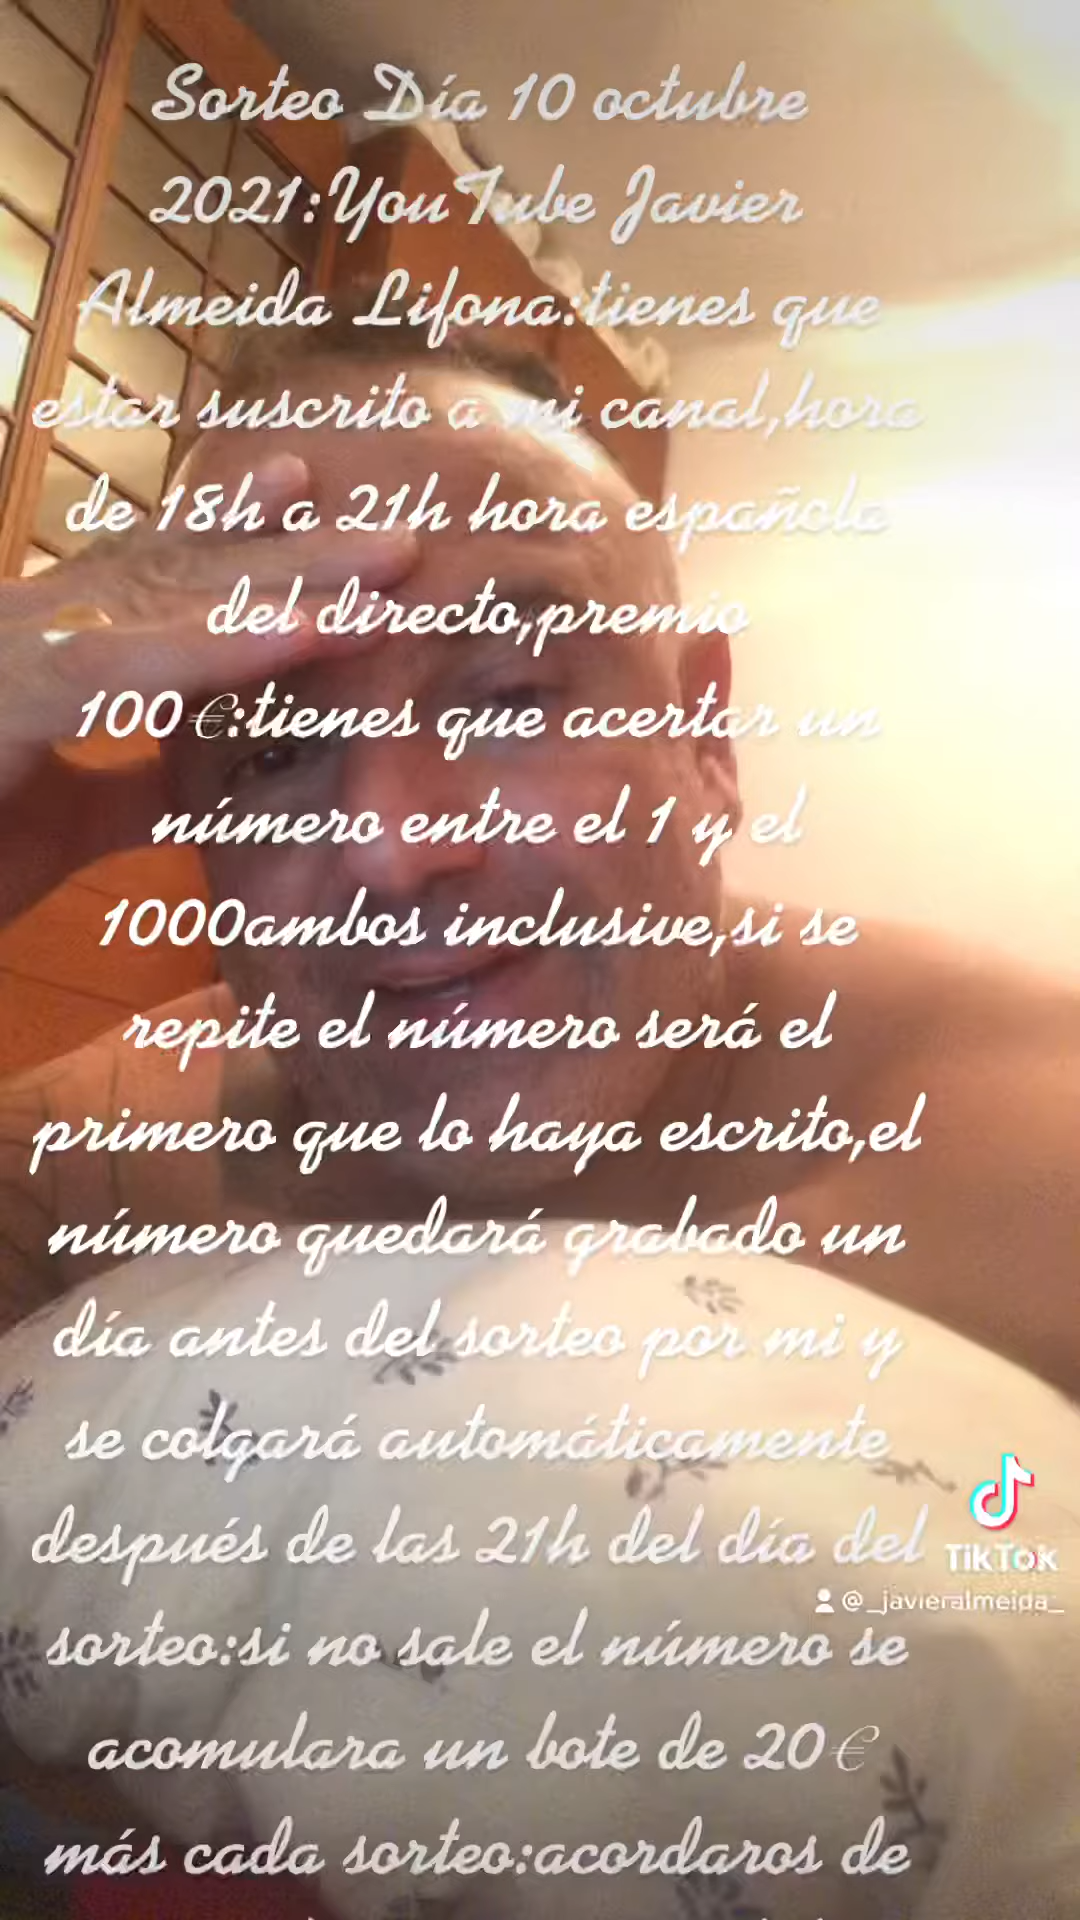 Sorteo Día 10 octubre
2021:YouTube Javier
Almeida Lifona:tienes que
estar suscrito a mi canal,hora
de 18h a 21h hora española
del directo,premio
100€:tienes que acertar un
número entre el 1 y el
1000ambos inclusive,si se
repite el número será el
primero que lo haya escrito,el
número quedará grabado un
día antes del sorteo por mi y
se colgará automáticamente
después de las 21h del día del
sorteo:si no sale el número se
acomulara un bote de 20€
más cada sorteo:acordaros de
TikTok
@_javieralmeida_